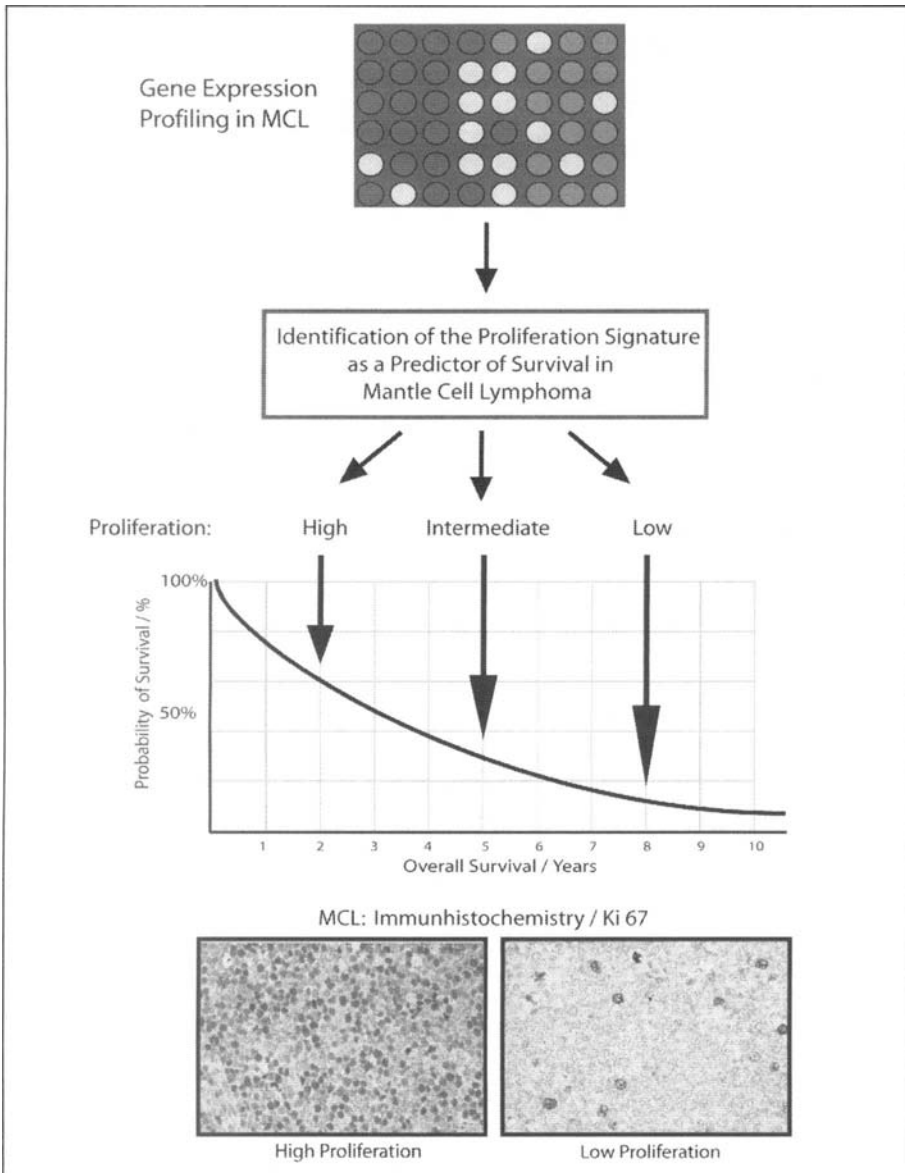 Gene Expression
Profiling in MCL
Identification of the Proliferation Signature
as a Predictor of Survival in
Mantle Cell Lymphoma
Proliferation: High Intermediate Low
Probability of Survival / %
100%
50%
1 2 3 4 5 6 7 8 9 10
Overall Survival / Years
MCL: Immunhistochemistry / Ki 67
High Proliferation Low Proliferation